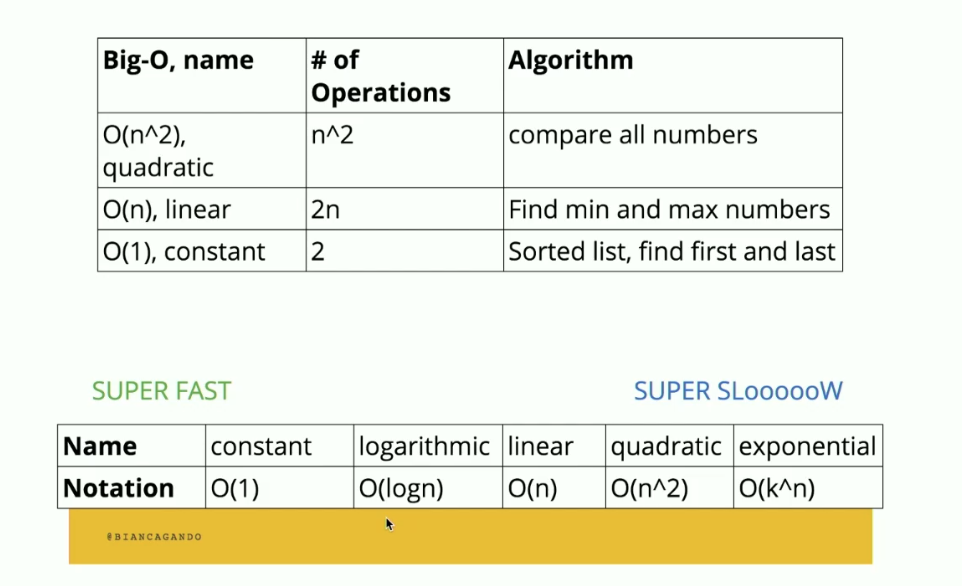 Big-O, name
# of
Operations
Algorithm
O(n^2),
quadratic
n^2
compare all numbers
O(n), linear
2n
Find min and max numbers
O(1), constant
2
Sorted list, find first and last
SUPER FAST
SUPER SLoooooW
Name constant logarithmic linear quadratic exponential
Notation O(1) O(logn) O(n) O(n^2) O(k^n)
@BIANCAGANDO